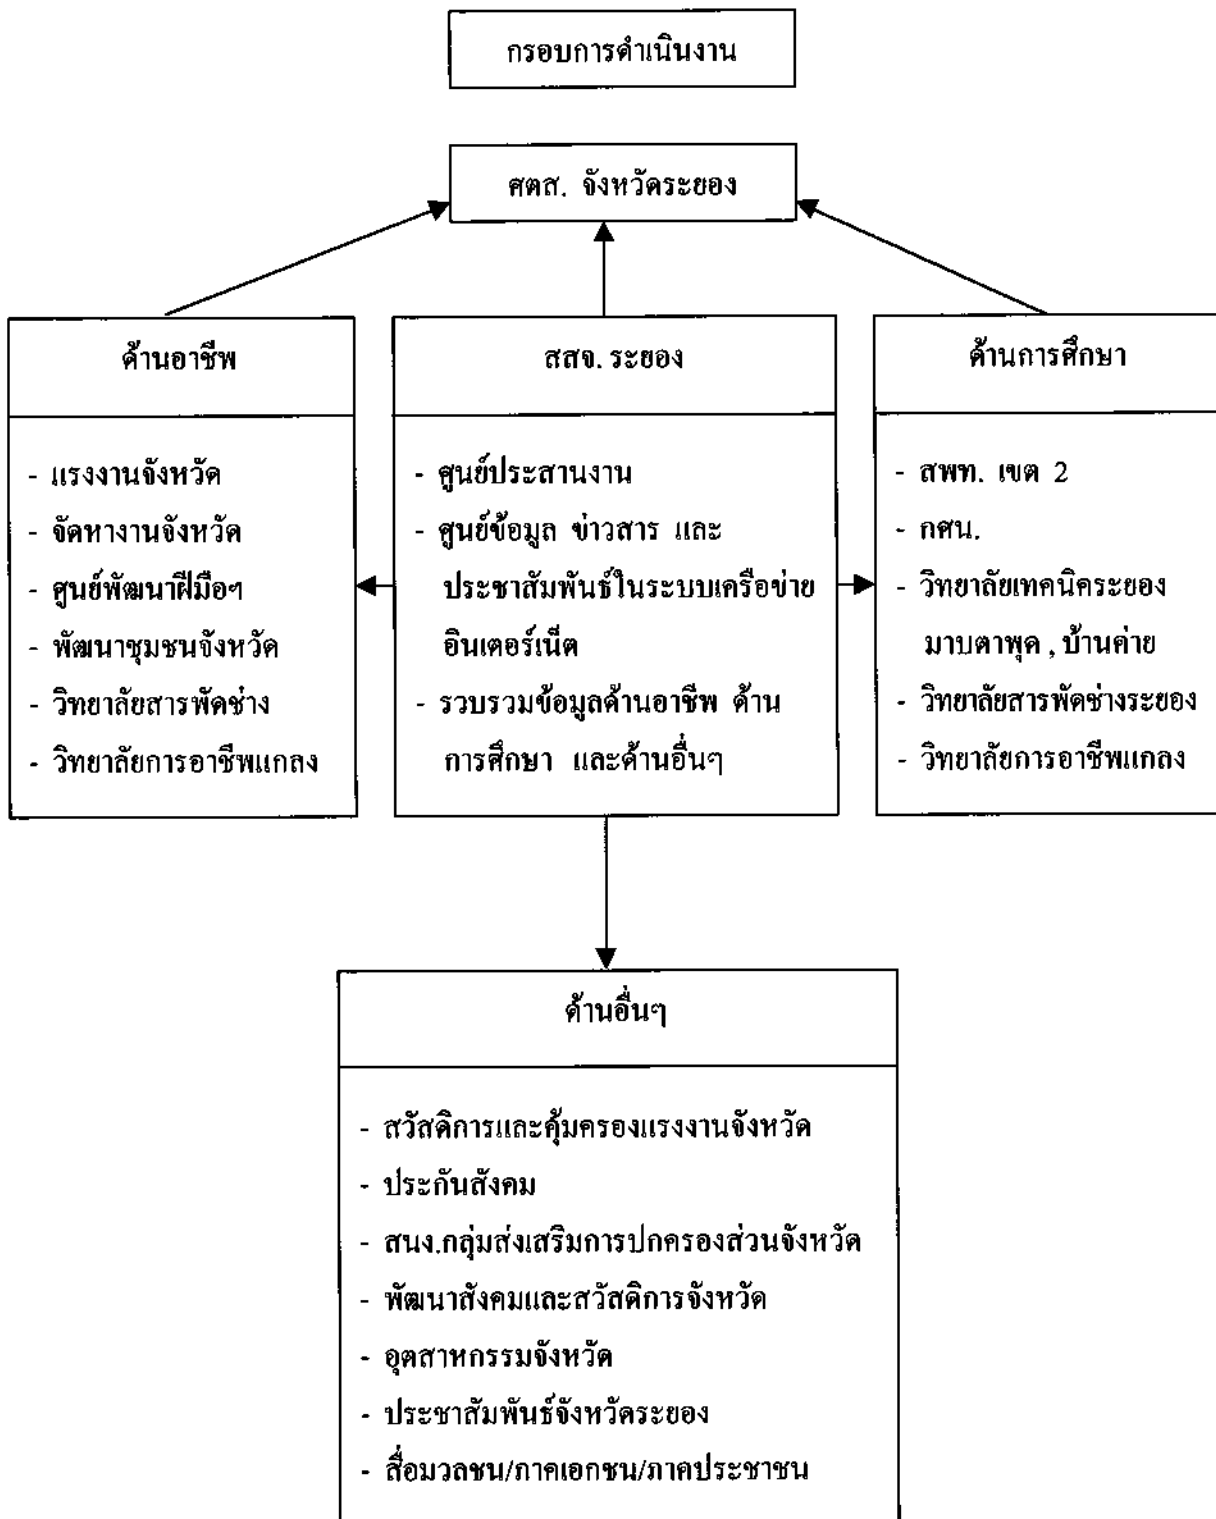 กรอบการดำเนินงาน
ศตส. จังหวัดระยอง
ด้านอาชีพ
- แรงงานจังหวัด
- จัดหางานจังหวัด
- ศูนย์พัฒนาฝีมือฯ
- พัฒนาชุมชนจังหวัด
- วิทยาลัยสารพัดช่าง
- วิทยาลัยการอาชีพแกลง
สสจ. ระยอง
- ศูนย์ประสานงาน
- ศูนย์ข้อมูล ข่าวสาร และ
ประชาสัมพันธ์ในระบบเครือข่าย
อินเตอร์เน็ต
- รวบรวมข้อมูลด้านอาชีพ ด้าน
การศึกษา และด้านอื่นๆ
ด้านการศึกษา
- สพท. เขต 2
- กศน.
- วิทยาลัยเทคนิคระยอง
มาบตาพุด , บ้านค่าย
- วิทยาลัยสารพัดช่างระยอง
- วิทยาลัยการอาชีพแกลง
ด้านอื่นๆ
- สวัสดิการและคุ้มครองแรงงานจังหวัด
- ประกันสังคม
- สนง.กลุ่มส่งเสริมการปกครองส่วนจังหวัด
- พัฒนาสังคมและสวัสดิการจังหวัด
- อุตสาหกรรมจังหวัด
- ประชาสัมพันธ์จังหวัดระยอง
- สื่อมวลชน/ภาคเอกชน/ภาคประชาชน